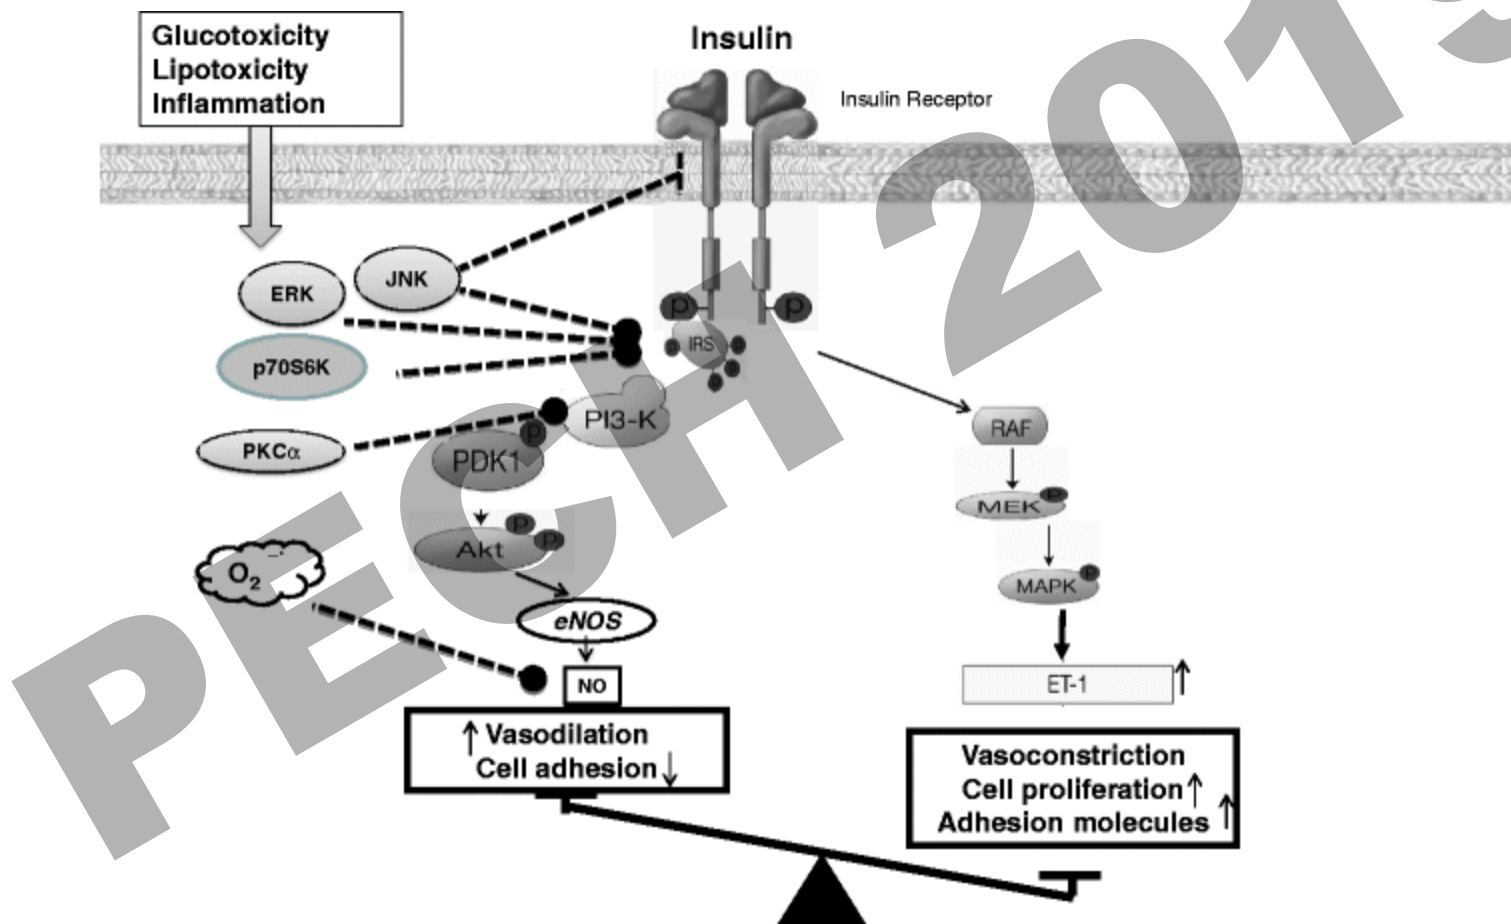 Glucotoxicity
Lipotoxicity
Inflammation
Insulin
Insulin Receptor
ERK
JNK
p70S6K
PKCα
P
P
IRS
PI3-K
P
PDK1
P
P
Akt
O2
eNOS
NO
↑ Vasodilation
Cell adhesion ↓
RAF
P
MEK
P
MAPK
ET-1 ↑
Vasoconstriction
Cell proliferation ↑
Adhesion molecules ↑
PECH 2019